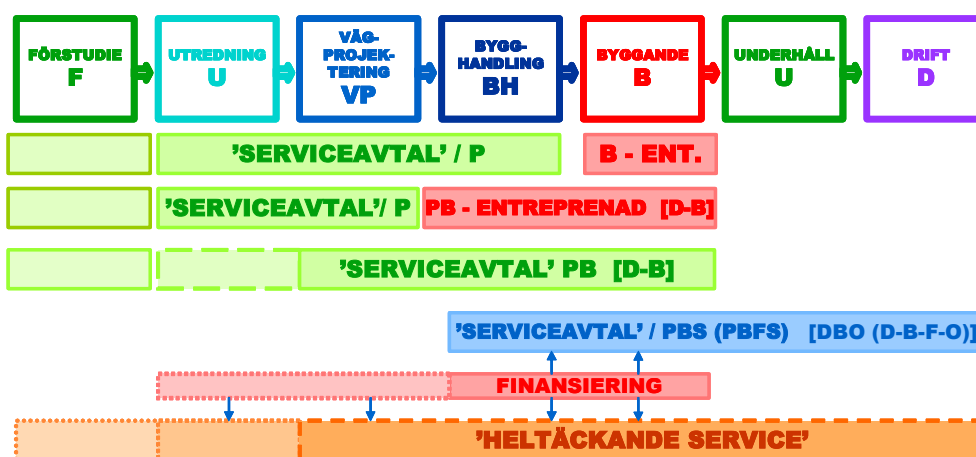 FÖRSTUDIE
F
UTREDNING
U
VÄG-
PROJEK-
TERING
VP
BYGG-
HANDLING
BH
BYGGANDE
B
UNDERHÅLL
U
DRIFT
D
’SERVICEAVTAL’ / P
B - ENT.
’SERVICEAVTAL’/ P
PB - ENTREPRENAD [D-B]
’SERVICEAVTAL’ PB [D-B]
’SERVICEAVTAL’ / PBS (PBFS) [DBO (D-B-F-O)]
FINANSIERING
’HELTÄCKANDE SERVICE’